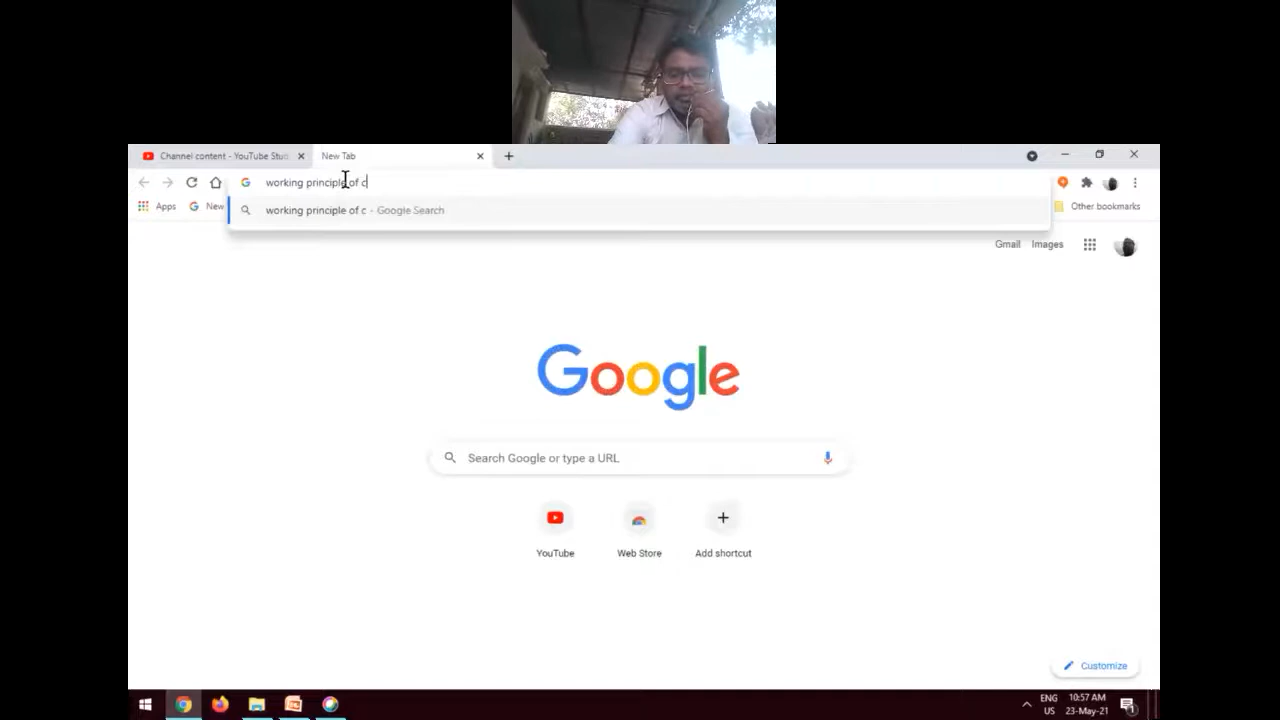 Channel content - YouTube Stud
New Tab
working principle of c
working principle of c - Google Search
Apps
New
Other bookmarks
Gmail
Images
Google
Search Google or type a URL
YouTube
Web Store
Add shortcut
Customize
ENG
US
10:57 AM
23-May-21